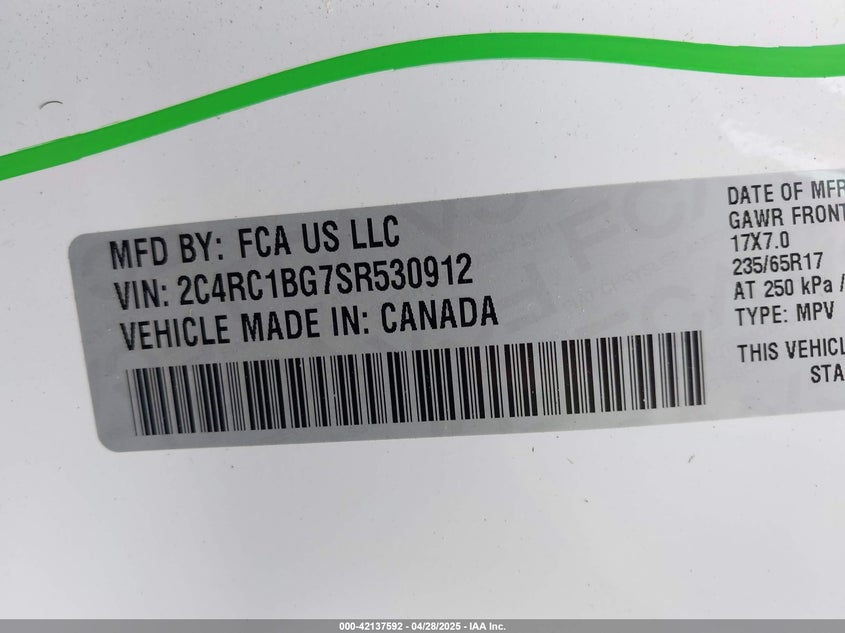 MFD BY: FCA US LLC
VIN: 2C4RC1BG7SR530912
VEHICLE MADE IN: CANADA
DATE OF MFR
GAWR FRONT
17X7.0
235/65R17
AT 250 kPa /
TYPE: MPV
THIS VEHICL
STA
000-42137592 - 04/28/2025 - IAA Inc.